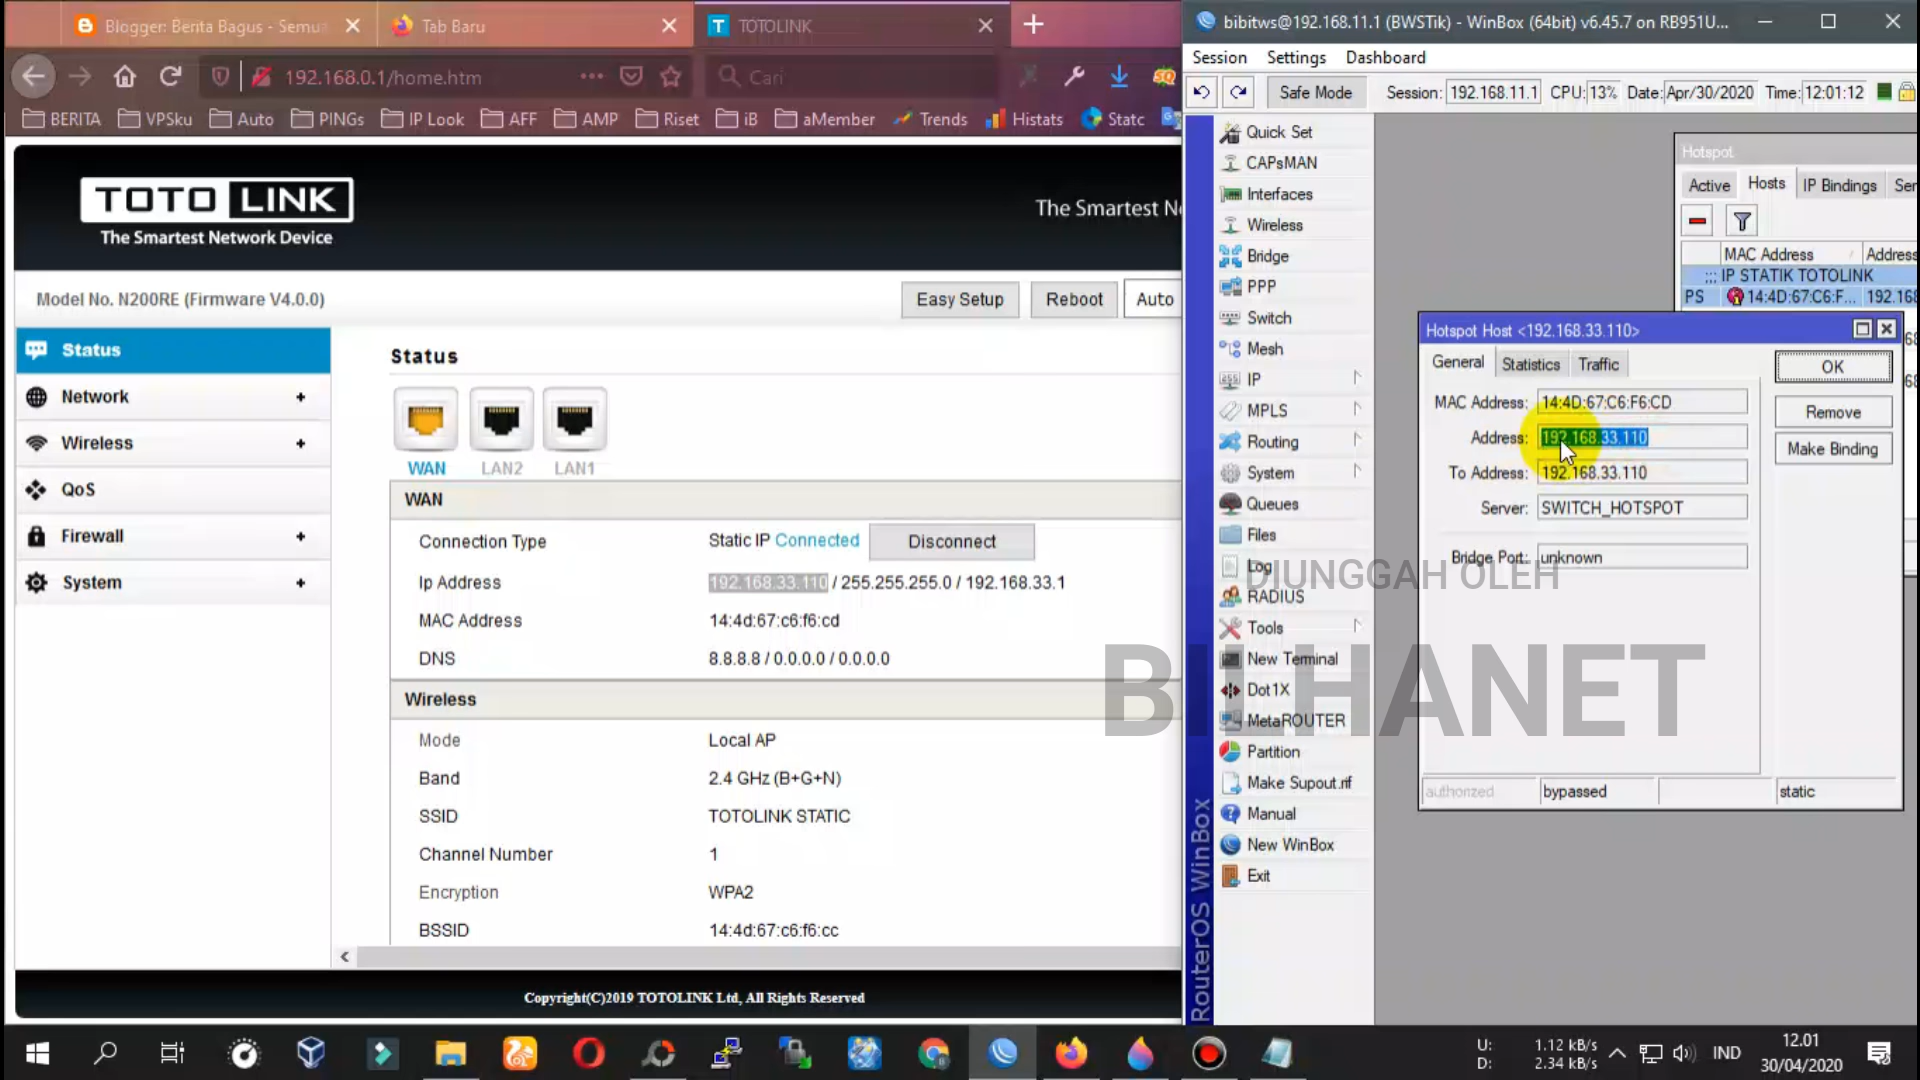 Blogger: Berita Bagus - Semu
Tab Baru
TOTOLINK
192.168.0.1/home.htm
Cari
BERITA
VPSku
Auto
PINGs
IP Look
AFF
AMP
Riset
iB
aMember
Trends
Histats
Statc
TOTO LINK
The Smartest Network Device
The Smartest N
Model No. N200RE (Firmware V4.0.0)
Easy Setup
Reboot
Auto
Status
Network +
Wireless +
QoS
Firewall +
System +
Status
WAN LAN2 LAN1
WAN
Connection Type Static IP Connected Disconnect
Ip Address 192.168.33.110 / 255.255.255.0 / 192.168.33.1
MAC Address 14:4d:67:c6:f6:cd
DNS 8.8.8.8 / 0.0.0.0 / 0.0.0.0
Wireless
Mode Local AP
Band 2.4 GHz (B+G+N)
SSID TOTOLINK STATIC
Channel Number 1
Encryption WPA2
BSSID 14:4d:67:c6:f6:cc
Copyright(C)2019 TOTOLINK Ltd, All Rights Reserved
bibitws@192.168.11.1 (BWSTik) - WinBox (64bit) v6.45.7 on RB951U...
Session Settings Dashboard
Safe Mode Session: 192.168.11.1 CPU: 13% Date: Apr/30/2020 Time: 12:01:12
Quick Set
CAPsMAN
Interfaces
Wireless
Bridge
PPP
Switch
Mesh
IP
MPLS
Routing
System
Queues
Files
Log
RADIUS
Tools
New Terminal
Dot1X
MetaROUTER
Partition
Make Supout.rif
Manual
New WinBox
Exit
RouterOS WinBox
Hotspot
Active Hosts IP Bindings Ser
MAC Address Address
;;; IP STATIK TOTOLINK
PS 14:4D:67:C6:F... 192.168
Hotspot Host <192.168.33.110>
General Statistics Traffic
OK
Remove
Make Binding
MAC Address: 14:4D:67:C6:F6:CD
Address: 192.168.33.110
To Address: 192.168.33.110
Server: SWITCH_HOTSPOT
Bridge Port: unknown
authorized bypassed static
DIUNGGAH OLEH
BILHANET
U: 1.12 kB/s
D: 2.34 kB/s
IND
12.01
30/04/2020